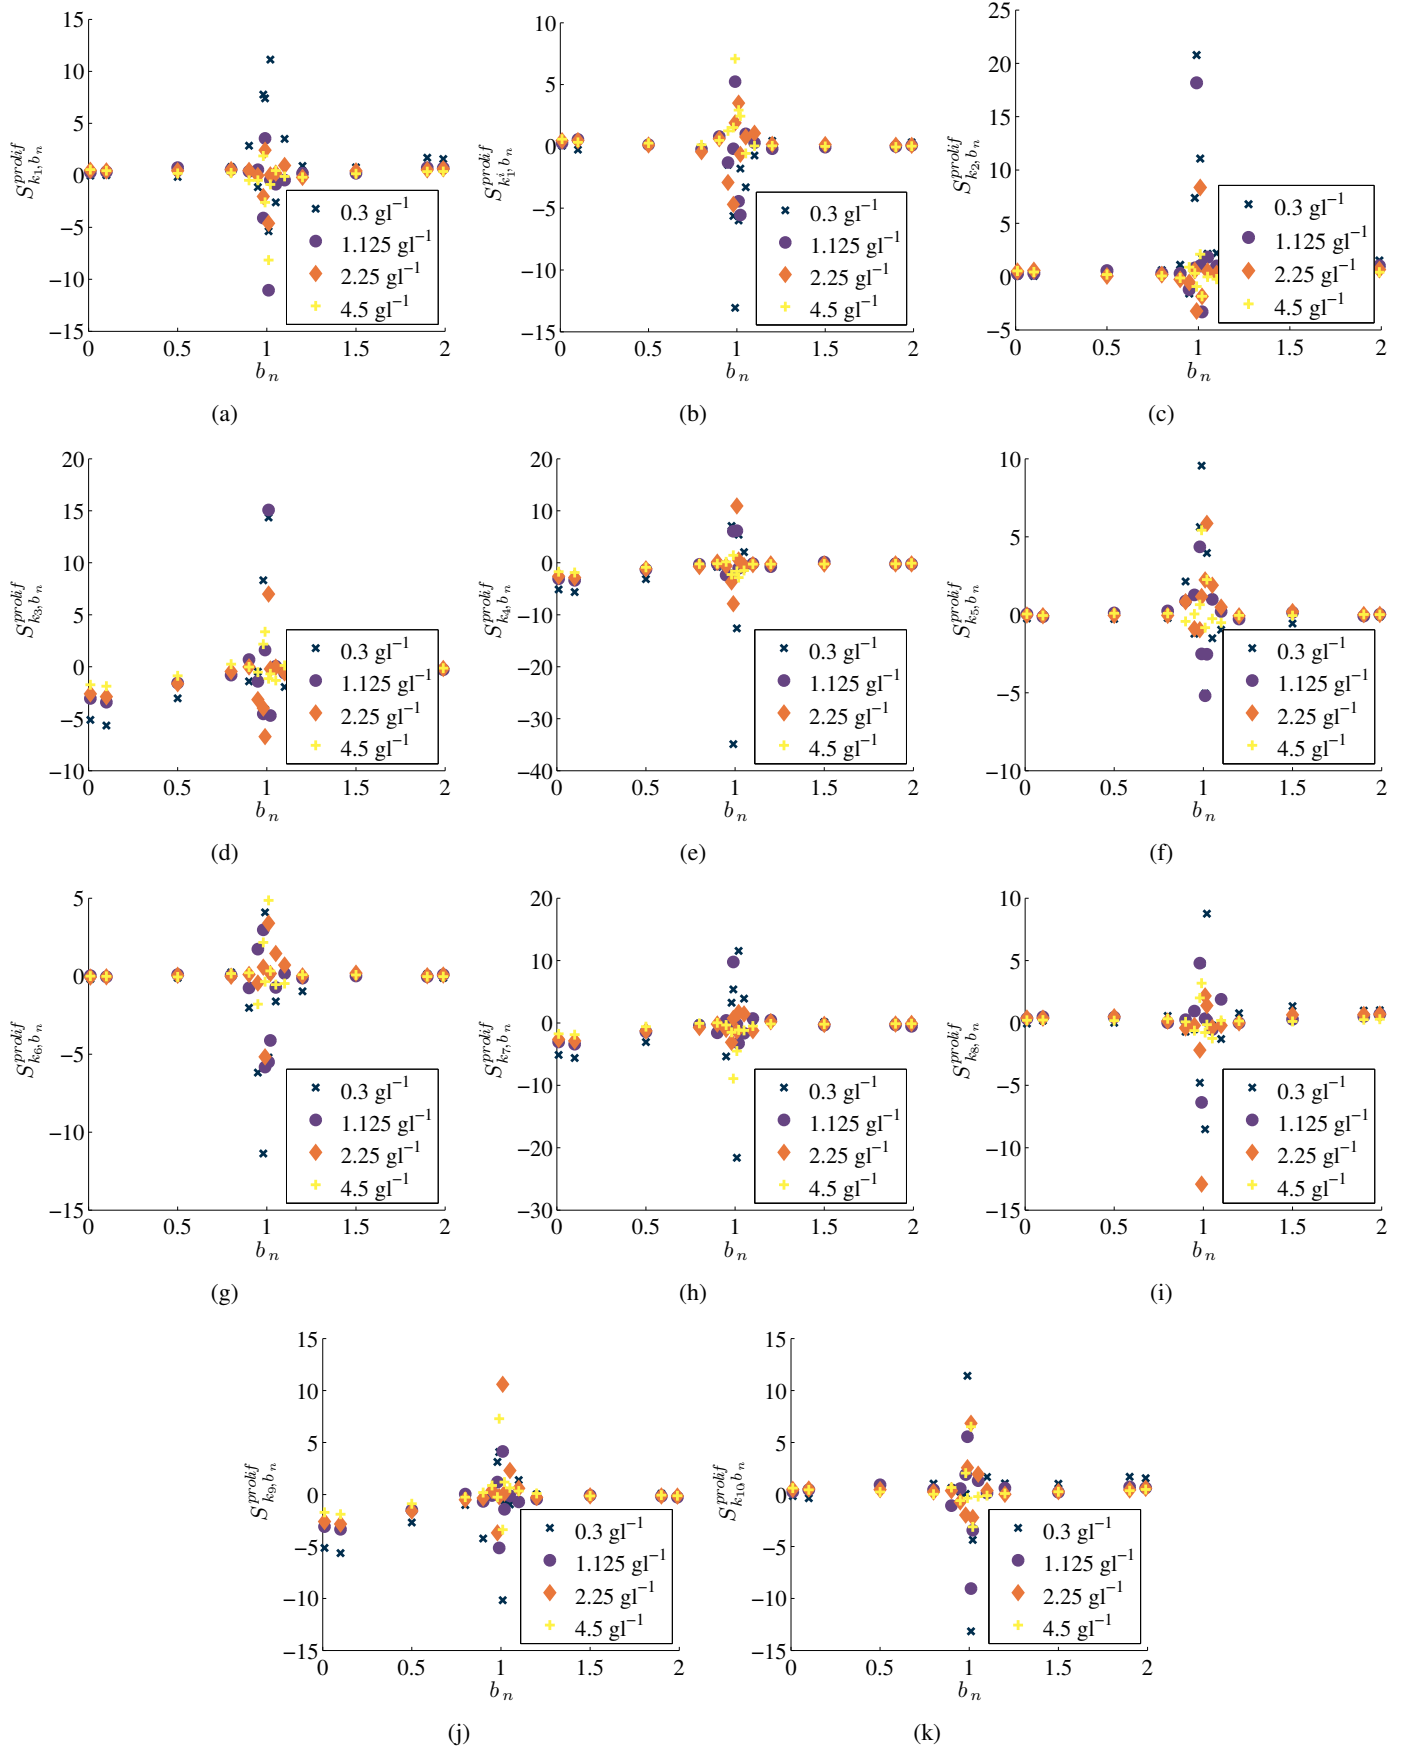 15
10
5
0
−5
−10
−15
S^{prolif}_{k_1, b_n}
0 0.5 1 1.5 2
b_n
0.3 gl^{−1}
1.125 gl^{−1}
2.25 gl^{−1}
4.5 gl^{−1}
(a)
10
5
0
−5
−10
−15
S^{prolif}_{k_1^i, b_n}
0 0.5 1 1.5 2
b_n
0.3 gl^{−1}
1.125 gl^{−1}
2.25 gl^{−1}
4.5 gl^{−1}
(b)
25
20
15
10
5
0
−5
S^{prolif}_{k_2, b_n}
0 0.5 1 1.5 2
b_n
0.3 gl^{−1}
1.125 gl^{−1}
2.25 gl^{−1}
4.5 gl^{−1}
(c)
20
15
10
5
0
−5
−10
S^{prolif}_{k_3, b_n}
0 0.5 1 1.5 2
b_n
0.3 gl^{−1}
1.125 gl^{−1}
2.25 gl^{−1}
4.5 gl^{−1}
(d)
20
10
0
−10
−20
−30
−40
S^{prolif}_{k_4, b_n}
0 0.5 1 1.5 2
b_n
0.3 gl^{−1}
1.125 gl^{−1}
2.25 gl^{−1}
4.5 gl^{−1}
(e)
10
5
0
−5
−10
S^{prolif}_{k_5, b_n}
0 0.5 1 1.5 2
b_n
0.3 gl^{−1}
1.125 gl^{−1}
2.25 gl^{−1}
4.5 gl^{−1}
(f)
5
0
−5
−10
−15
S^{prolif}_{k_6, b_n}
0 0.5 1 1.5 2
b_n
0.3 gl^{−1}
1.125 gl^{−1}
2.25 gl^{−1}
4.5 gl^{−1}
(g)
20
10
0
−10
−20
−30
S^{prolif}_{k_7, b_n}
0 0.5 1 1.5 2
b_n
0.3 gl^{−1}
1.125 gl^{−1}
2.25 gl^{−1}
4.5 gl^{−1}
(h)
10
5
0
−5
−10
−15
S^{prolif}_{k_8, b_n}
0 0.5 1 1.5 2
b_n
0.3 gl^{−1}
1.125 gl^{−1}
2.25 gl^{−1}
4.5 gl^{−1}
(i)
15
10
5
0
−5
−10
−15
S^{prolif}_{k_9, b_n}
0 0.5 1 1.5 2
b_n
0.3 gl^{−1}
1.125 gl^{−1}
2.25 gl^{−1}
4.5 gl^{−1}
(j)
15
10
5
0
−5
−10
−15
S^{prolif}_{k_{10}, b_n}
0 0.5 1 1.5 2
b_n
0.3 gl^{−1}
1.125 gl^{−1}
2.25 gl^{−1}
4.5 gl^{−1}
(k)